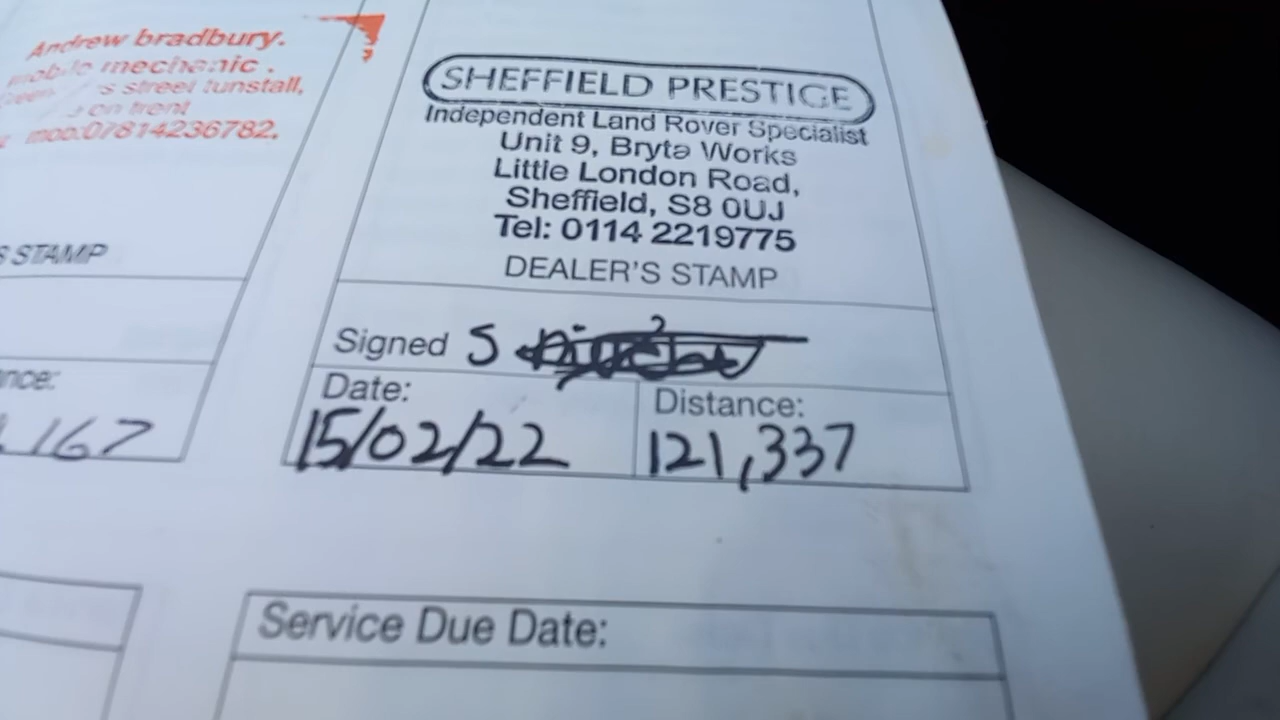 Andrew bradbury.
mobile mechanic.
s street tunstall,
on trent
mob:07814236782.
S STAMP
nce:
167
SHEFFIELD PRESTIGE
Independent Land Rover Specialist
Unit 9, Bryta Works
Little London Road,
Sheffield, S8 0UJ
Tel: 0114 2219775
DEALER'S STAMP
Signed S
Date:
15/02/22
Distance:
121,337
Service Due Date: